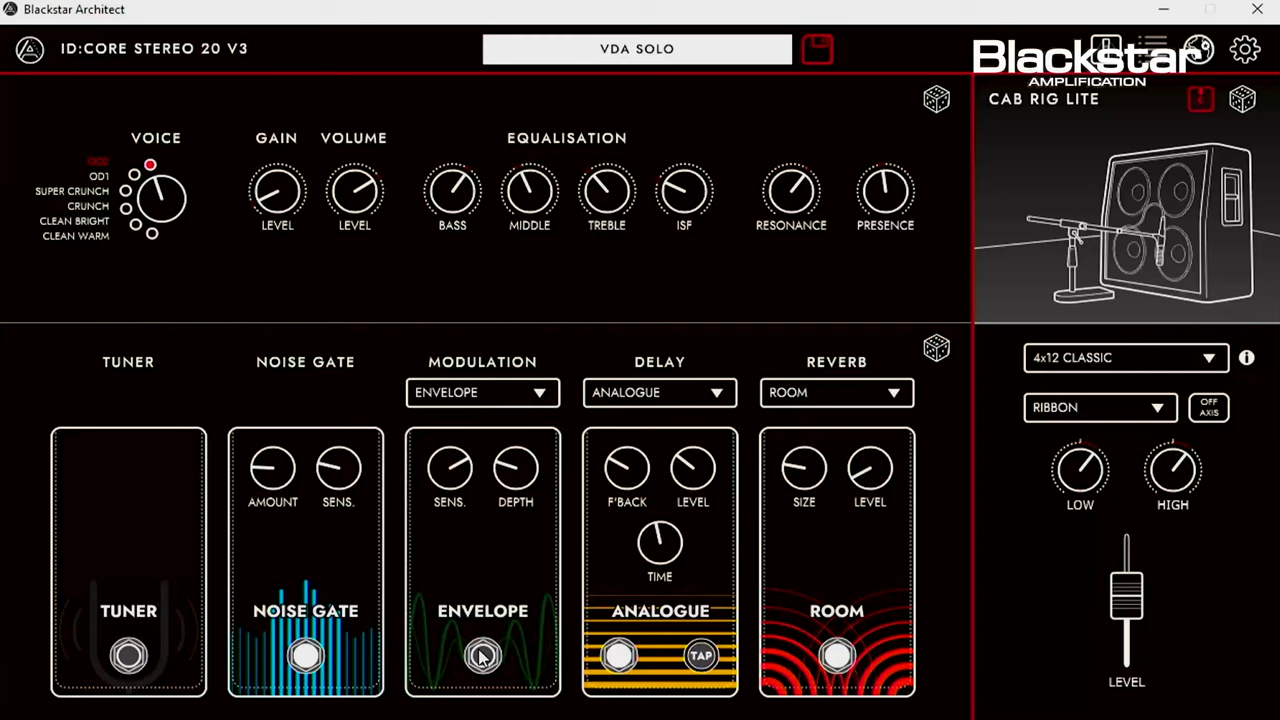 Blackstar Architect
ID:CORE STEREO 20 V3
VDA SOLO
Blackstar
AMPLIFICATION
CAB RIG LITE
VOICE
GAIN
VOLUME
EQUALISATION
OD2
OD1
SUPER CRUNCH
CRUNCH
CLEAN BRIGHT
CLEAN WARM
LEVEL
LEVEL
BASS
MIDDLE
TREBLE
ISF
RESONANCE
PRESENCE
TUNER
NOISE GATE
MODULATION
DELAY
REVERB
ENVELOPE
ANALOGUE
ROOM
4x12 CLASSIC
RIBBON
OFF
AXIS
AMOUNT
SENS.
SENS.
DEPTH
F'BACK
LEVEL
SIZE
LEVEL
LOW
HIGH
TIME
TUNER
NOISE GATE
ENVELOPE
ANALOGUE
ROOM
TAP
LEVEL